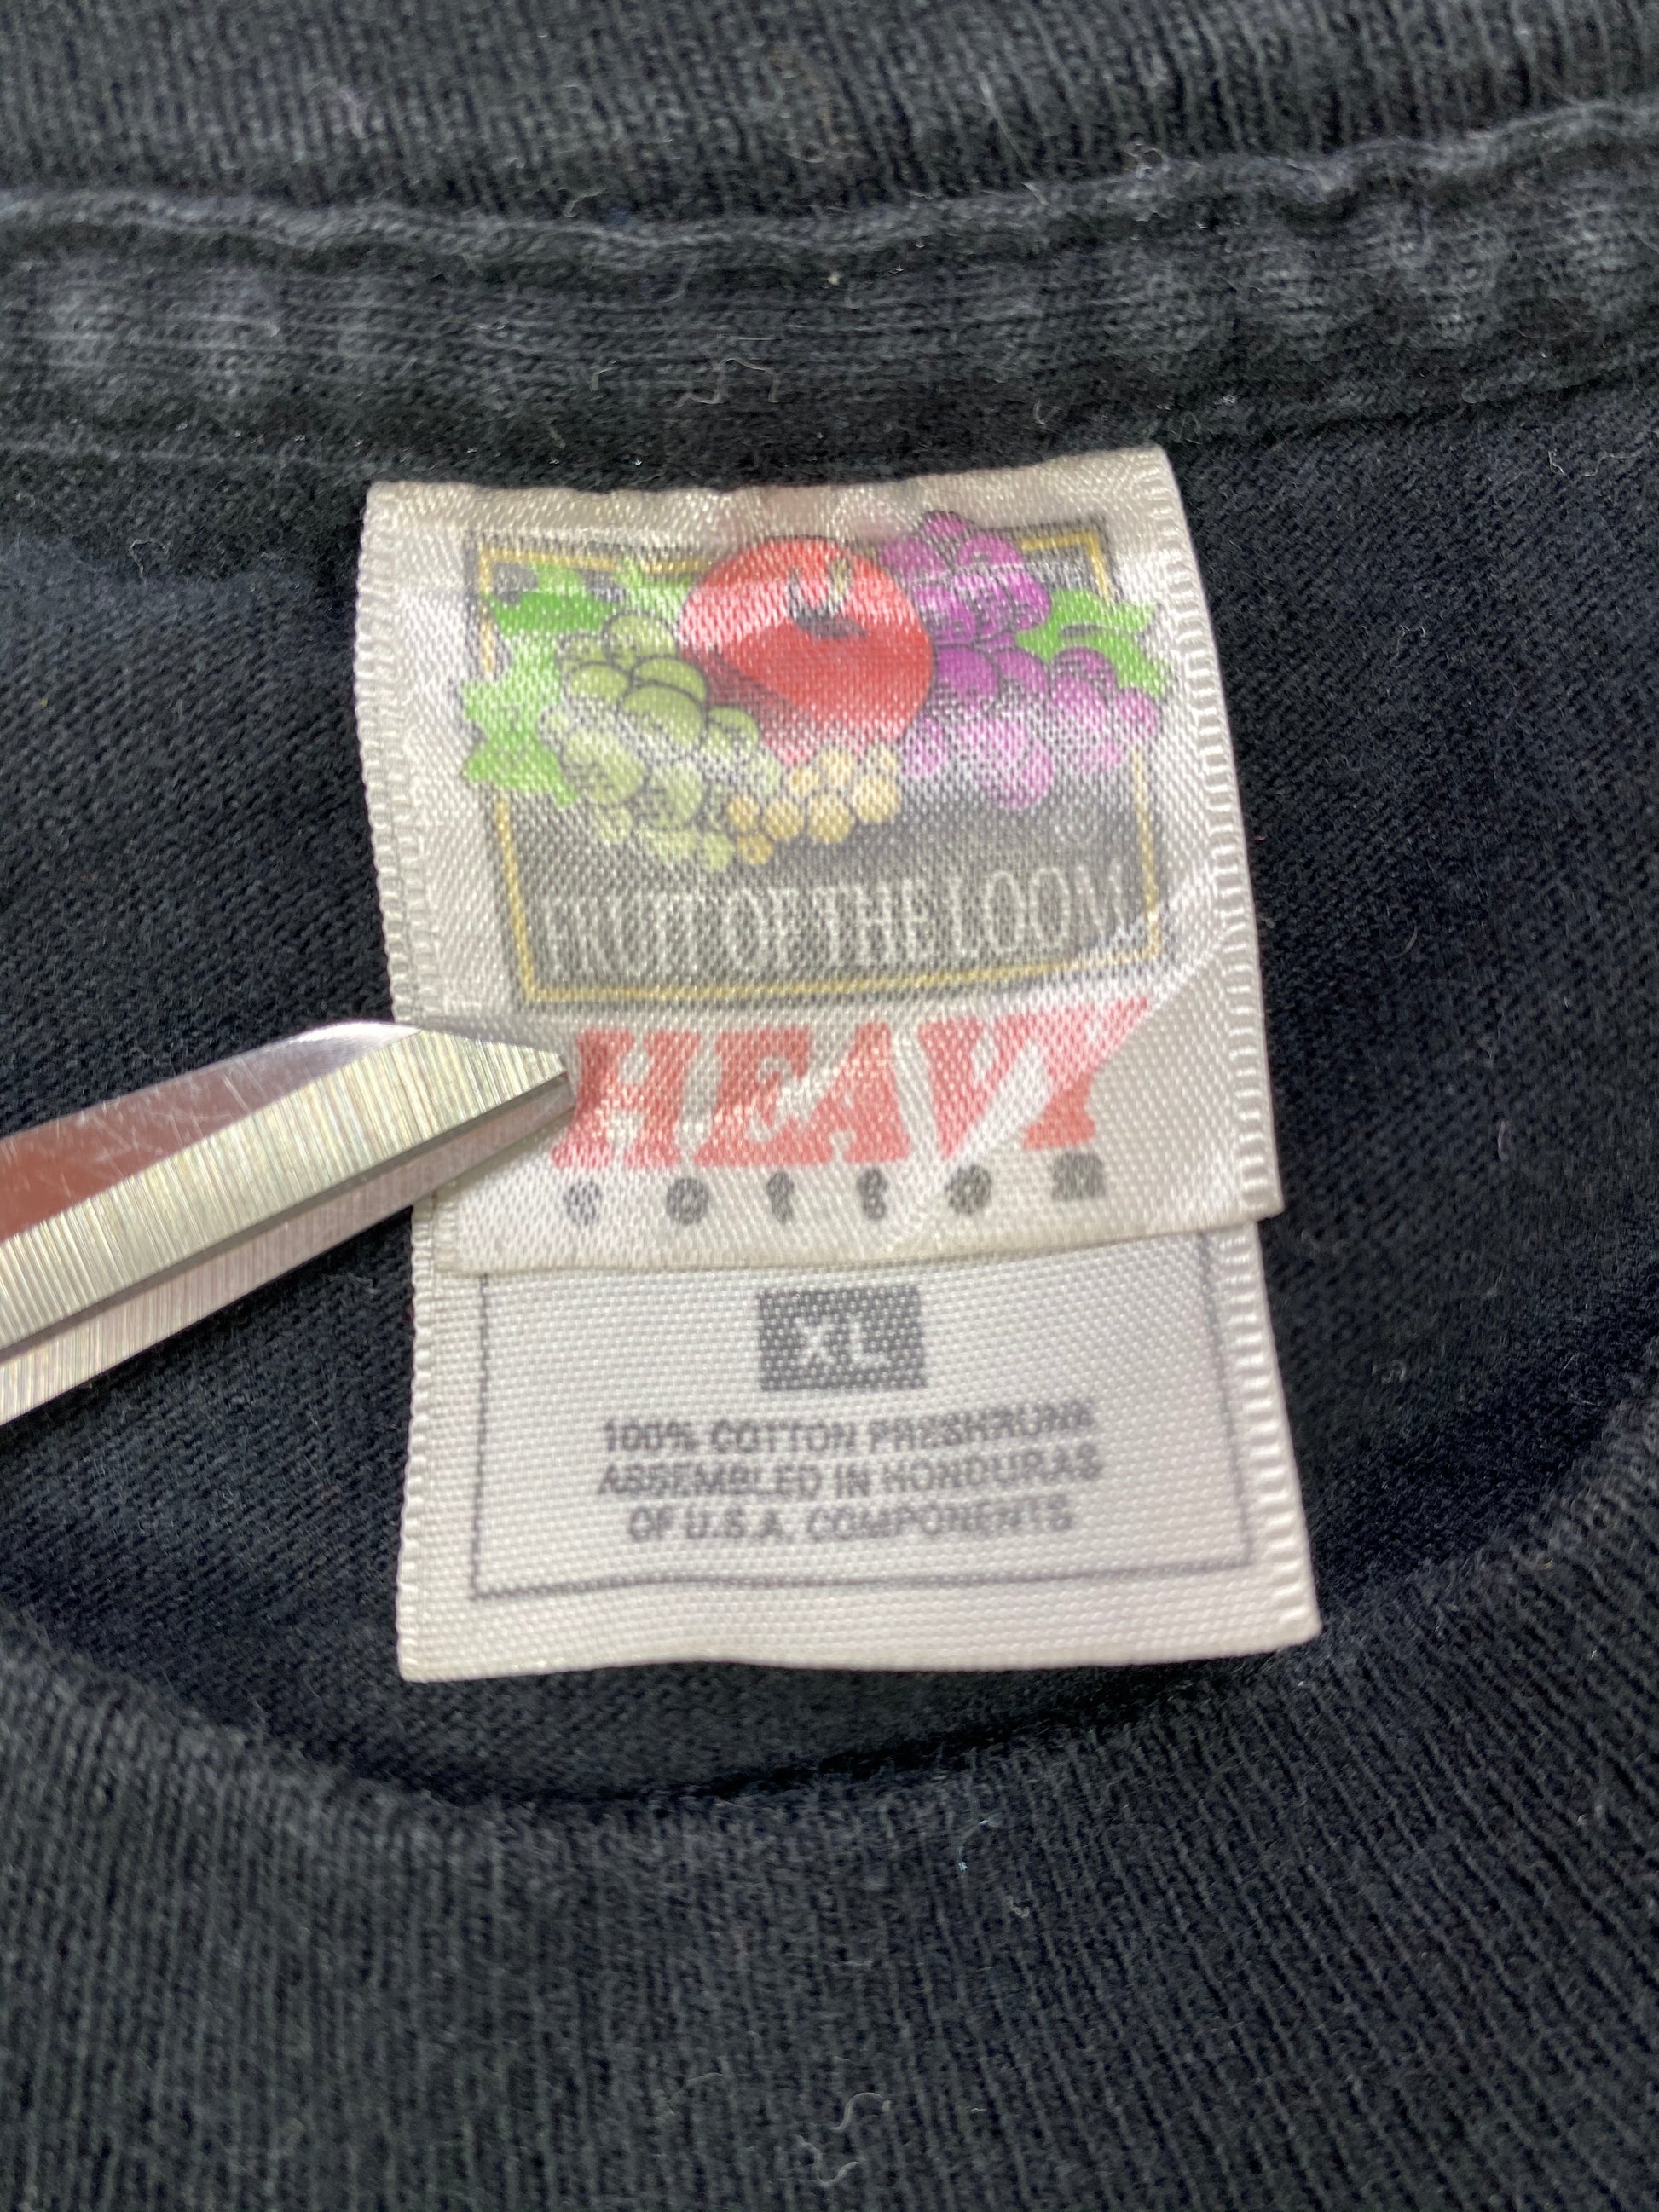 FRUIT OF THE LOOM
HEAVY
cotton
XL
100% COTTON PRESHRUNK
ASSEMBLED IN HONDURAS
OF U.S.A. COMPONENTS